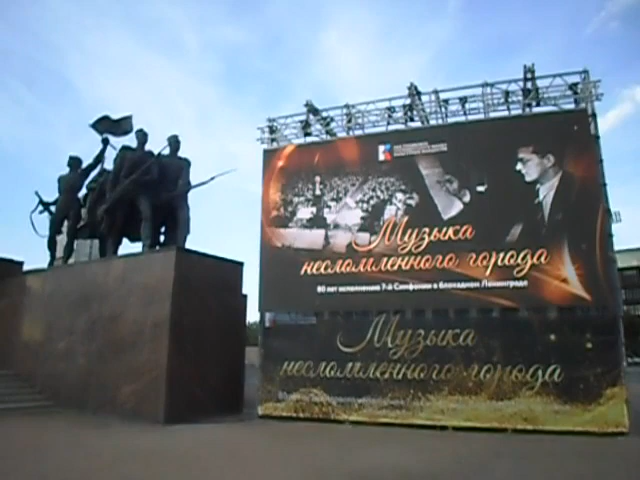 Музыка
несломленного города
80 лет исполнения 7-й Симфонии в блокадном Ленинграде
Музыка
несломленного города